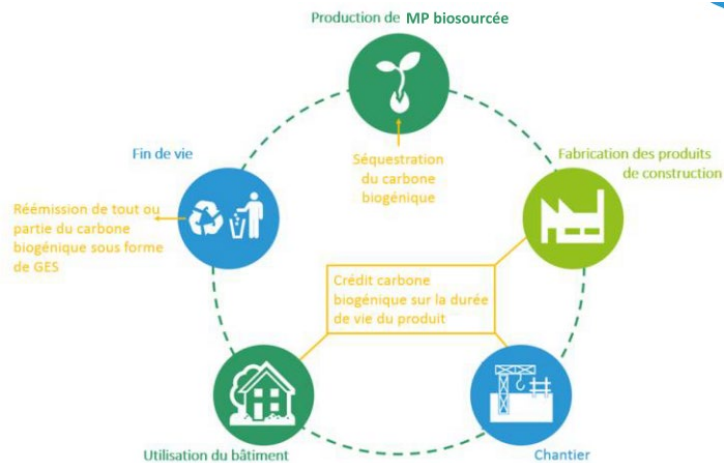 Production de MP biosourcée
Fin de vie
Séquestration
du carbone
biogénique
Fabrication des produits
de construction
Réémission de tout ou
partie du carbone
biogénique sous forme
de GES
Crédit carbone
biogénique sur la durée
de vie du produit
Utilisation du bâtiment
Chantier